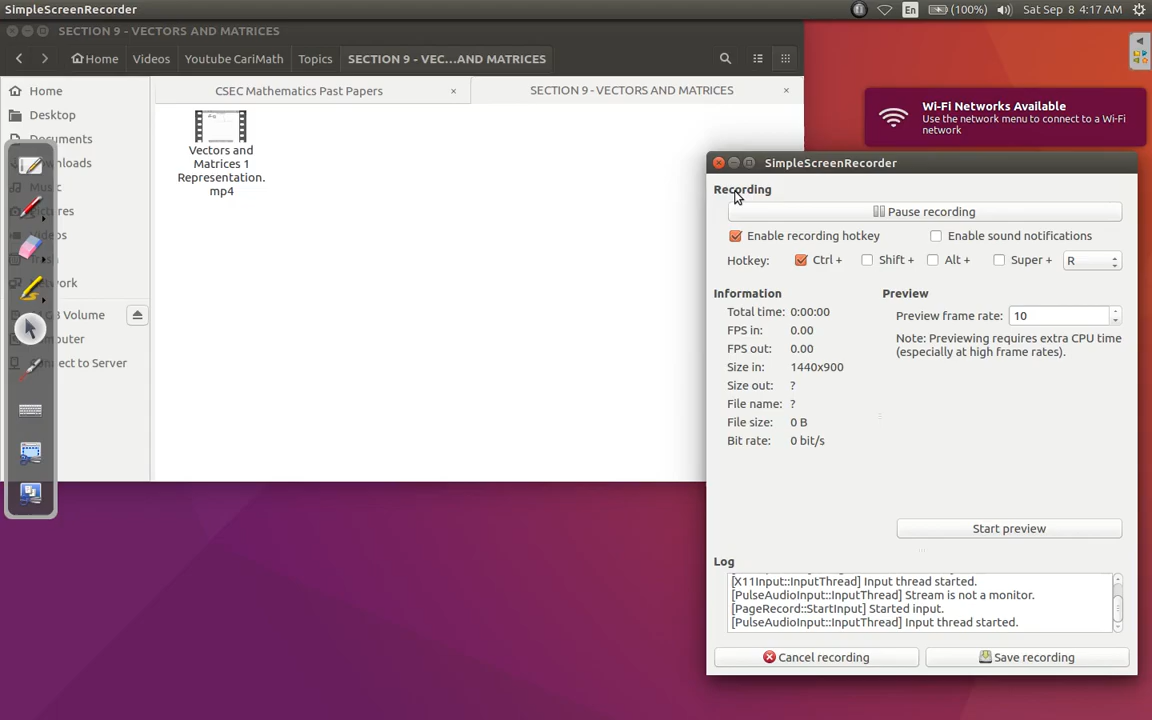 SimpleScreenRecorder
En
(100%)
Sat Sep 8 4:17 AM
SECTION 9 - VECTORS AND MATRICES
Home
Videos
Youtube CariMath
Topics
SECTION 9 - VEC...AND MATRICES
Home
Desktop
Documents
CSEC Mathematics Past Papers
SECTION 9 - VECTORS AND MATRICES
Vectors and
Matrices 1
Representation.
mp4
Wi-Fi Networks Available
Use the network menu to connect to a Wi-Fi
network
SimpleScreenRecorder
Recording
Pause recording
Enable recording hotkey
Enable sound notifications
Hotkey:
Ctrl +
Shift +
Alt +
Super +
R
Information
Total time: 0:00:00
FPS in: 0.00
FPS out: 0.00
Size in: 1440x900
Size out: ?
File name: ?
File size: 0 B
Bit rate: 0 bit/s
Preview
Preview frame rate: 10
Note: Previewing requires extra CPU time
(especially at high frame rates).
Start preview
Log
[X11Input::InputThread] Input thread started.
[PulseAudioInput::InputThread] Stream is not a monitor.
[PageRecord::StartInput] Started input.
[PulseAudioInput::InputThread] Input thread started.
Cancel recording
Save recording